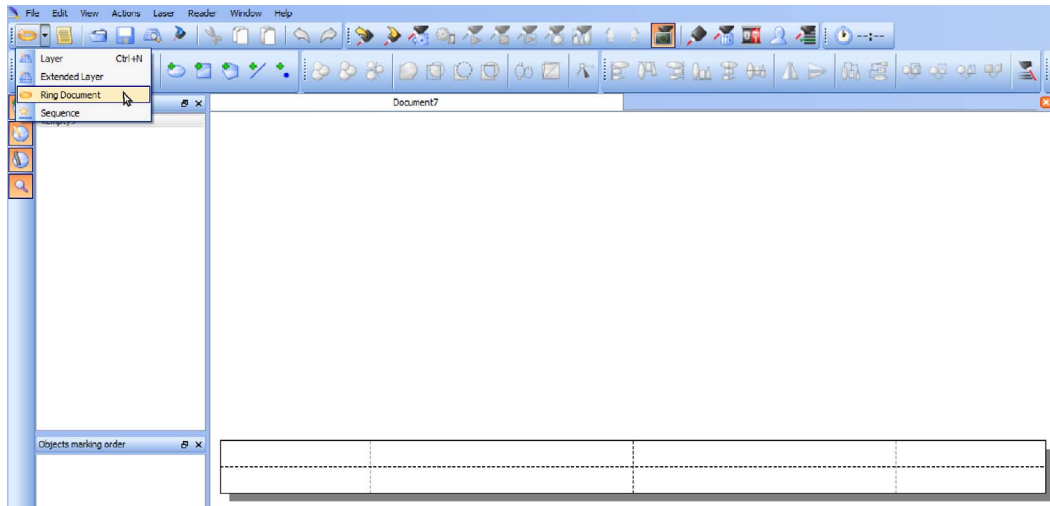 File Edit View Actions Laser Reader Window Help
--:--
Layer Ctrl+N
Extended Layer
Ring Document
Sequence
Document7
Objects marking order